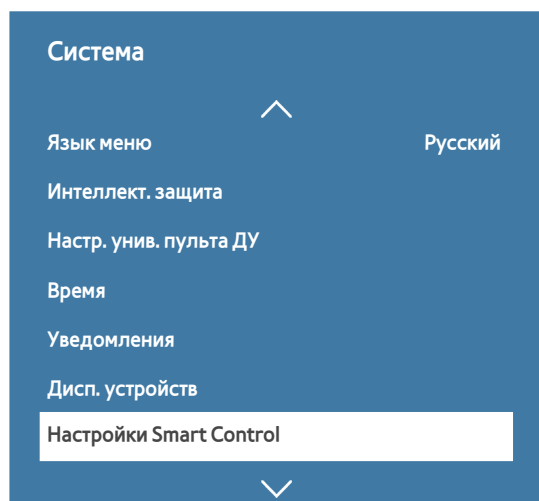 Система
Язык меню Русский
Интеллект. защита
Настр. унив. пульта ДУ
Время
Уведомления
Дисп. устройств
Настройки Smart Control